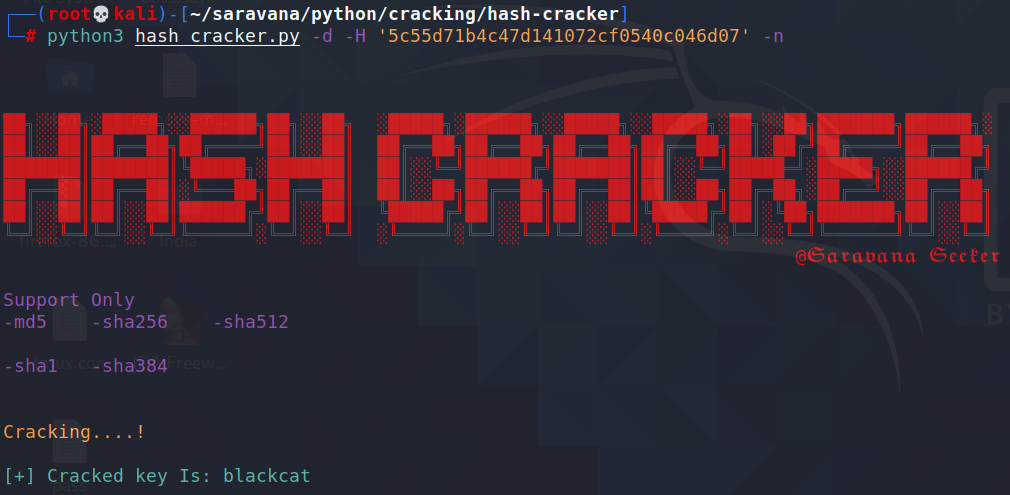 ┌──(root💀kali)-[~/saravana/python/cracking/hash-cracker]
└─# python3 hash_cracker.py -d -H '5c55d71b4c47d141072cf0540c046d07' -n
HASH CRACKER
@Saravana Seeker
Support Only
-md5 -sha256 -sha512
-sha1 -sha384
Cracking....!
[+] Cracked key Is: blackcat